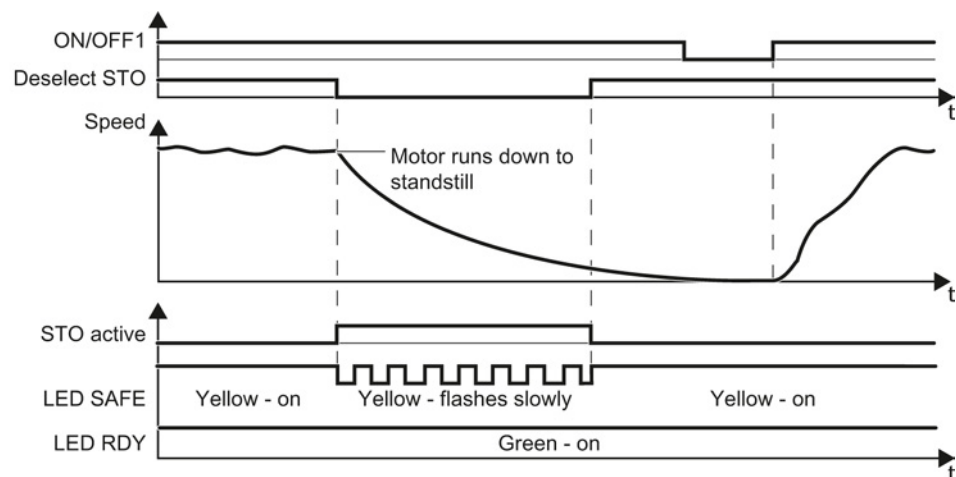 ON/OFF1
Deselect STO
t
Speed
Motor runs down to
standstill
t
STO active
LED SAFE
Yellow - on
Yellow - flashes slowly
Yellow - on
LED RDY
Green - on
t